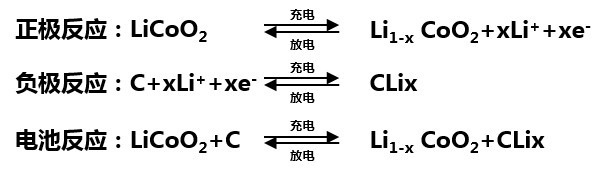 正极反应：LiCoO₂ 充电 放电 Li₁₋ₓ CoO₂+xLi⁺+xe⁻
负极反应：C+xLi⁺+xe⁻ 充电 放电 CLix
电池反应：LiCoO₂+C 充电 放电 Li₁₋ₓ CoO₂+CLix